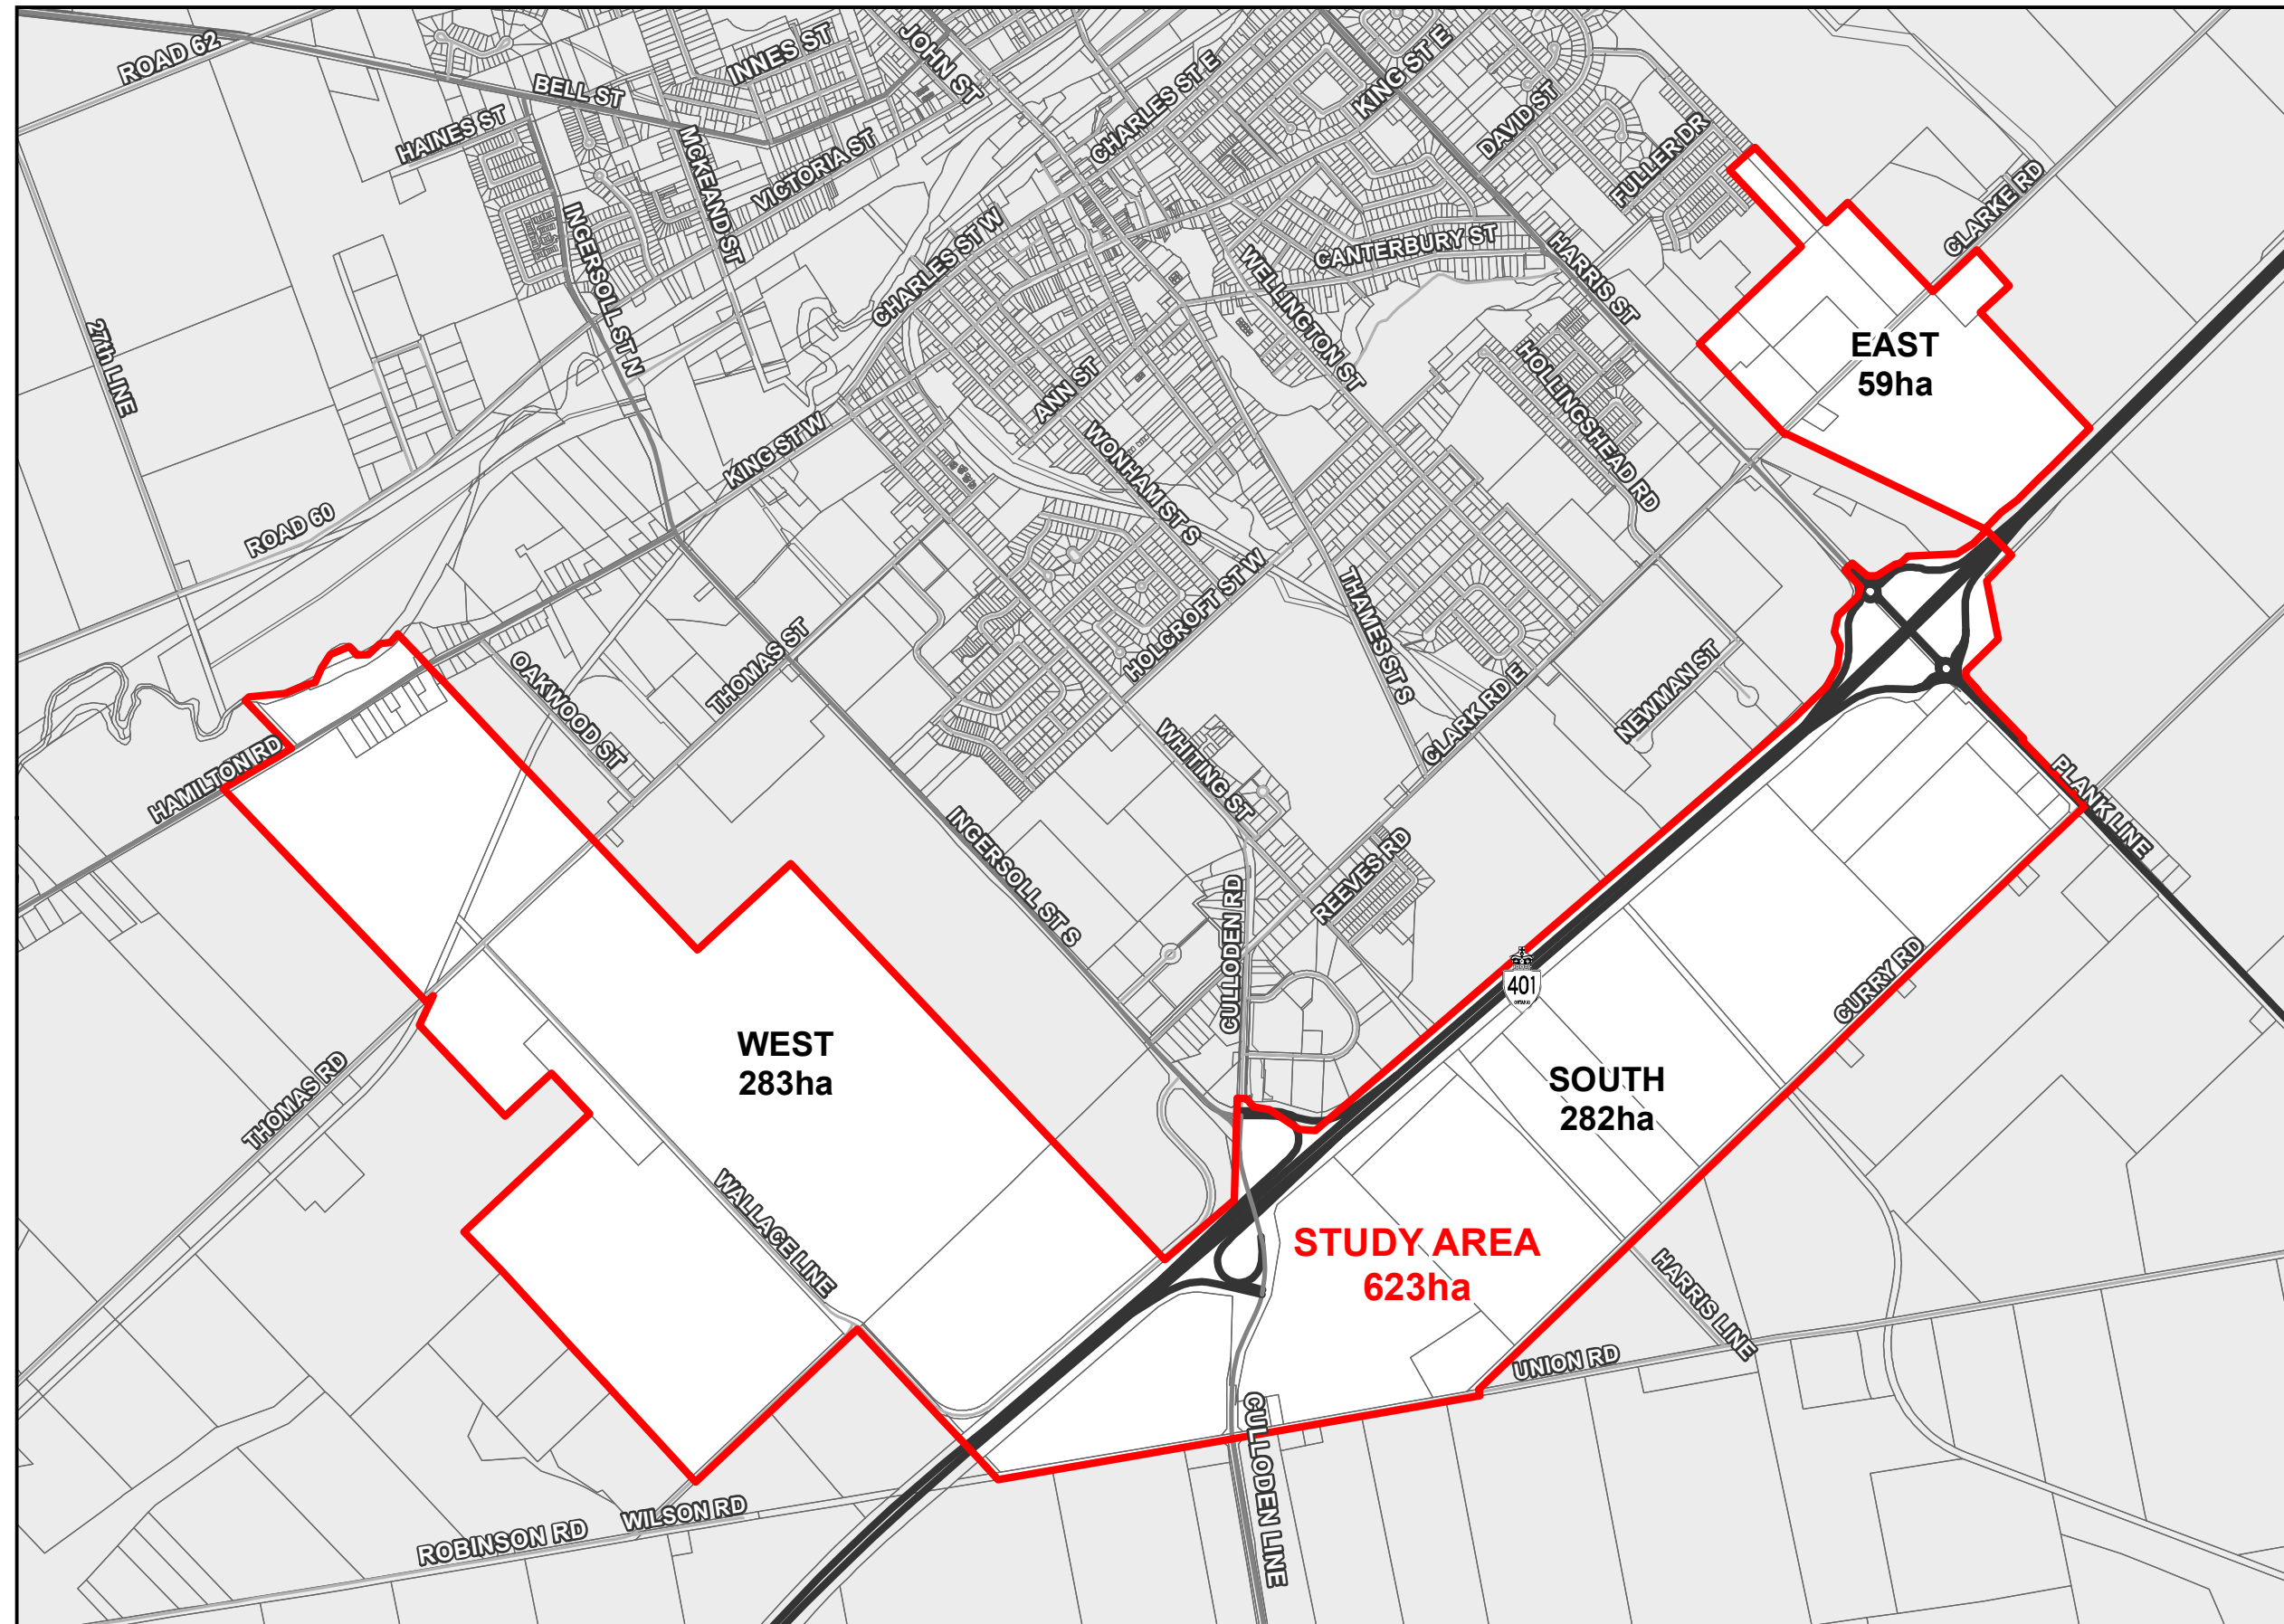 ROAD 62
BELL ST
INNES ST
JOHN ST
CHARLES ST E
KING ST E
HAINES ST
MCKEAND ST
VICTORIA ST
DAVID ST
FULLER DR
CLARKE RD
INGERSOLL ST N
CHARLES ST W
WELLINGTON ST
CANTERBURY ST
HARRIS ST
27th LINE
EAST
59ha
ANN ST
HOLLINGSHEAD RD
KING ST W
WONHAM ST S
ROAD 60
HOLCROFT ST W
THAMES ST S
OAKWOOD ST
THOMAS ST
CLARK RD E
NEWMAN ST
HAMILTON RD
WHITING ST
PLANK LINE
INGERSOLL ST S
REEVES RD
CULLODEN RD
401
ONTARIO
CURRY RD
WEST
283ha
SOUTH
282ha
THOMAS RD
WALLACE LINE
STUDY AREA
623ha
HARRIS LINE
UNION RD
CULLODEN LINE
WILSON RD
ROBINSON RD